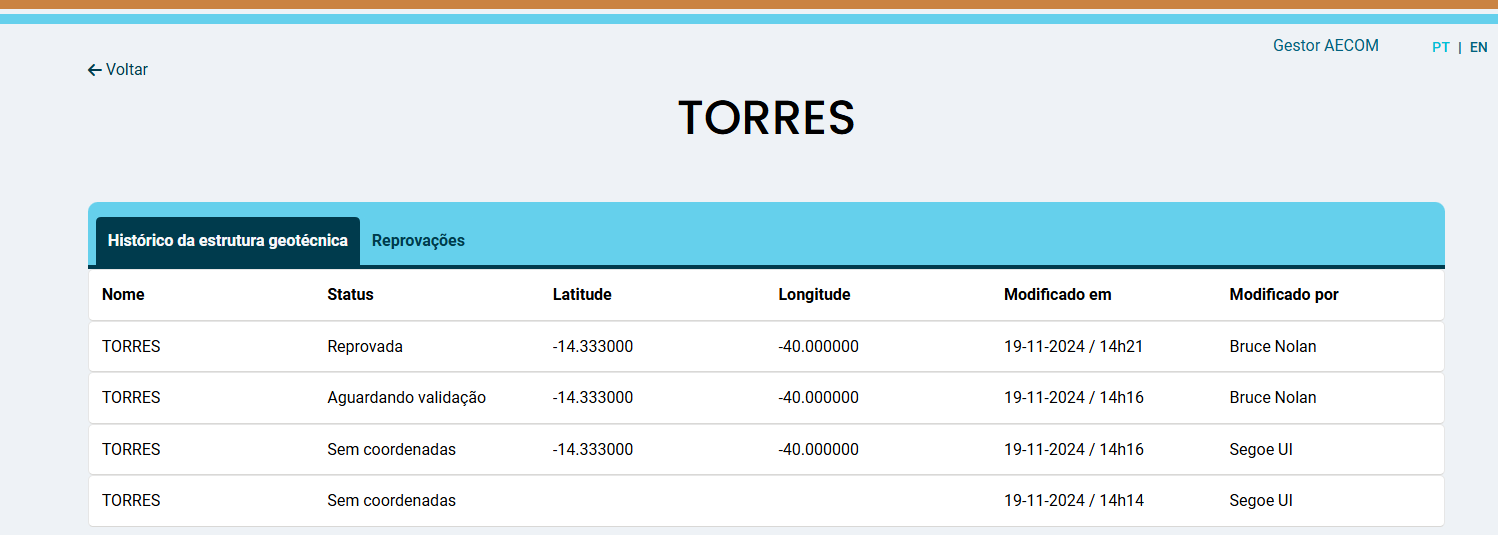 Gestor AECOM PT | EN
← Voltar
TORRES
Histórico da estrutura geotécnica Reprovações
Nome Status Latitude Longitude Modificado em Modificado por
TORRES Reprovada -14.333000 -40.000000 19-11-2024 / 14h21 Bruce Nolan
TORRES Aguardando validação -14.333000 -40.000000 19-11-2024 / 14h16 Bruce Nolan
TORRES Sem coordenadas -14.333000 -40.000000 19-11-2024 / 14h16 Segoe UI
TORRES Sem coordenadas 19-11-2024 / 14h14 Segoe UI